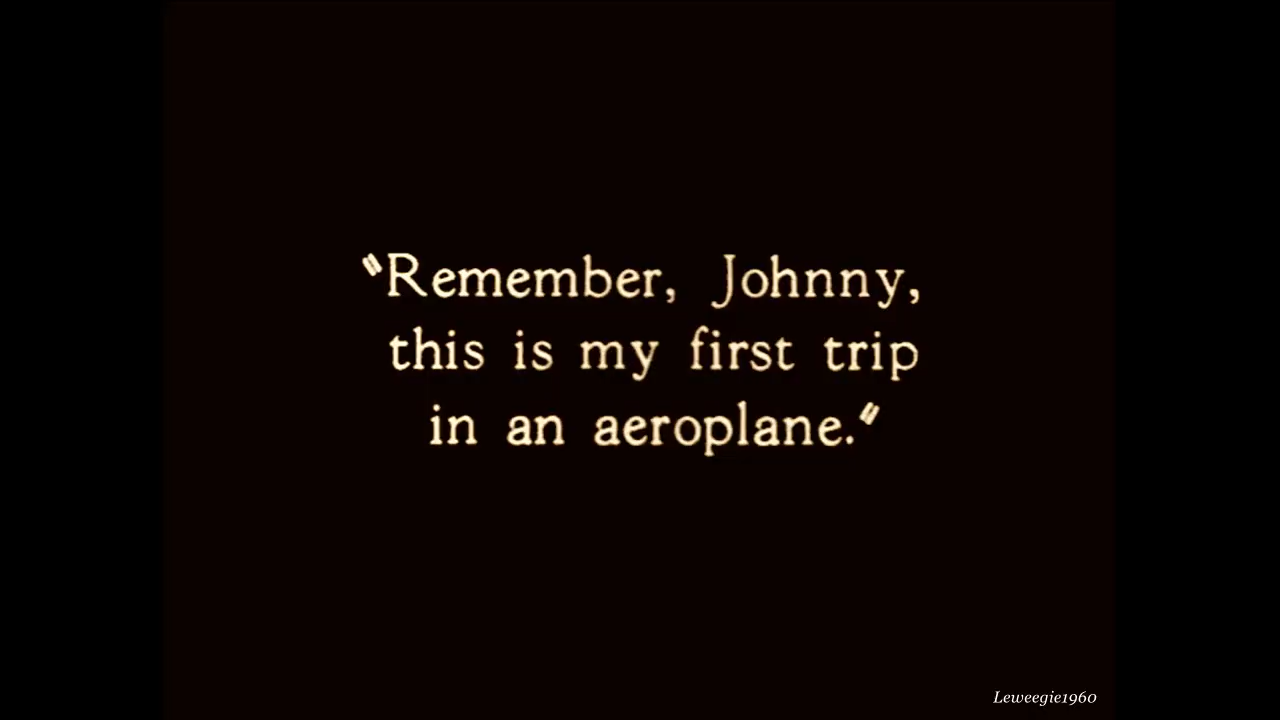 "Remember, Johnny,
this is my first trip
in an aeroplane."
Leweegie1960